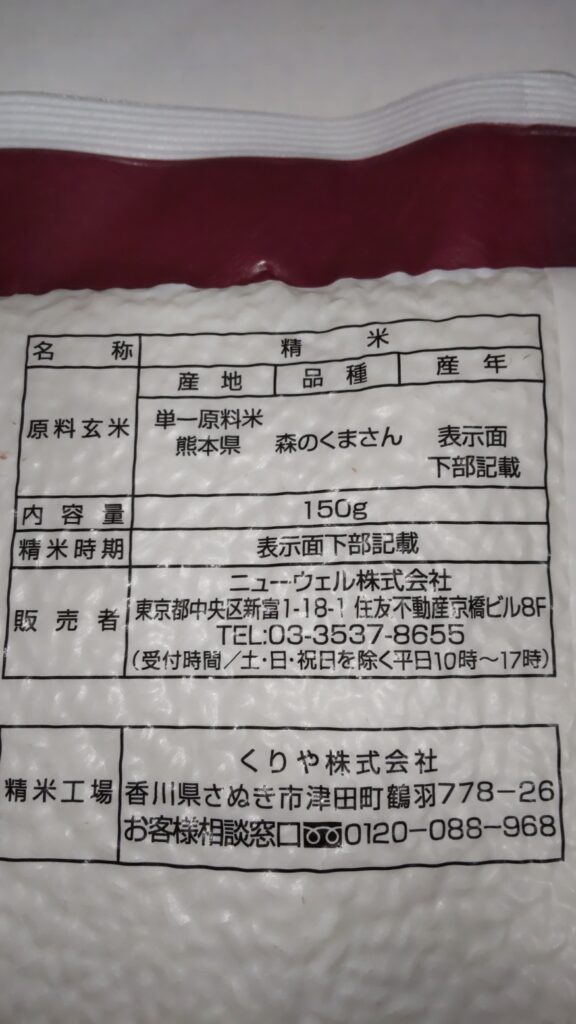 名称 精米
産地 品種 産年
原料玄米 単一原料米 熊本県 森のくまさん 表示面 下部記載
内容量 150g
精米時期 表示面下部記載
販売者 ニューウェル株式会社
東京都中央区新富1-18-1 住友不動産京橋ビル8F
TEL:03-3537-8655
(受付時間/土・日・祝日を除く平日10時~17時)
精米工場 くりや株式会社
香川県さぬき市津田町鶴羽778-26
お客様相談窓口 0120-088-968